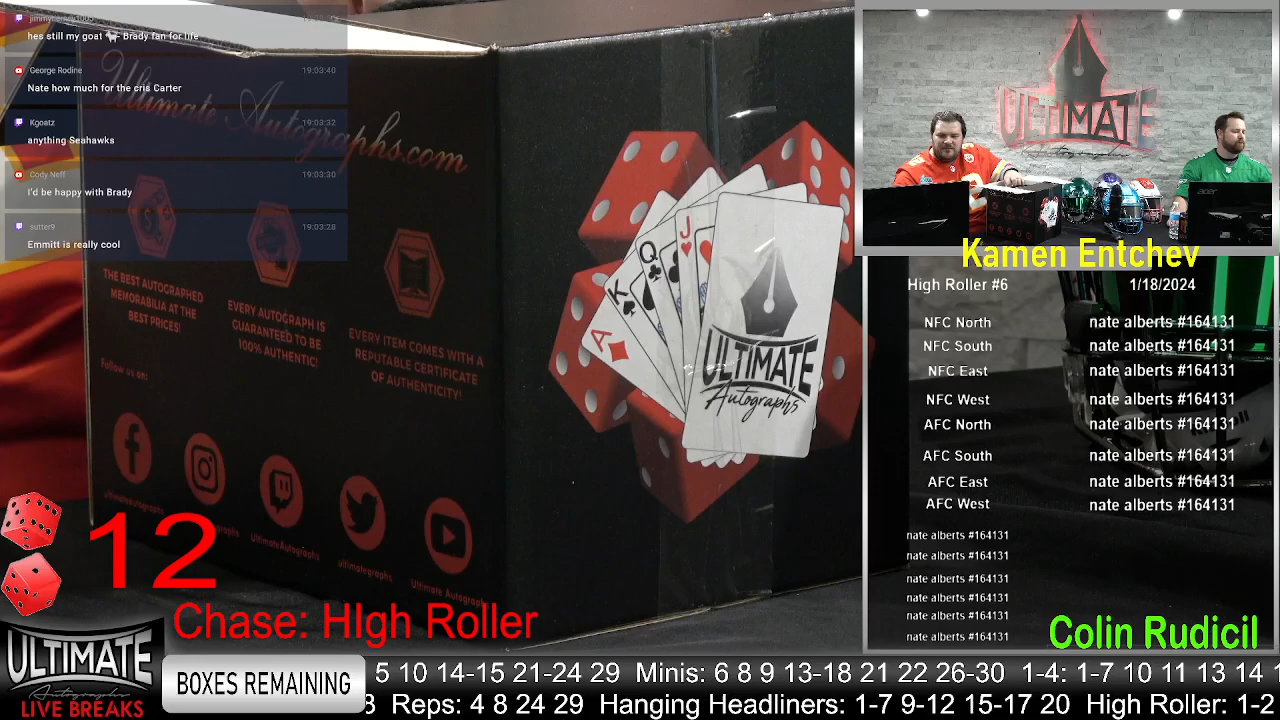 jimmytierney1005
hes still my goat 🐐 Brady fan for life
George Rodine 19:03:40
Nate how much for the cris Carter
Kgoatz 19:03:32
anything Seahawks
Cody Neff 19:03:30
I'd be happy with Brady
sutter9 19:03:28
Emmitt is really cool
Ultimate Autographs.com
THE BEST AUTOGRAPHED
MEMORABILIA AT THE
BEST PRICES!
EVERY AUTOGRAPH IS
GUARANTEED TO BE
100% AUTHENTIC!
EVERY ITEM COMES WITH A
REPUTABLE CERTIFICATE
OF AUTHENTICITY!
Follow us on:
UltimateAutographs
Ultimate Autographs
A
K
Q
J
ULTIMATE
Autographs
12
Chase: HIgh Roller
ULTIMATE
Autographs
acer
Kamen Entchev
High Roller #6 1/18/2024
NFC North nate alberts #164131
NFC South nate alberts #164131
NFC East nate alberts #164131
NFC West nate alberts #164131
AFC North nate alberts #164131
AFC South nate alberts #164131
AFC East nate alberts #164131
AFC West nate alberts #164131
nate alberts #164131
nate alberts #164131
nate alberts #164131
nate alberts #164131
nate alberts #164131
nate alberts #164131
Colin Rudicil
ULTIMATE
Autographs
LIVE BREAKS
BOXES REMAINING
5 10 14-15 21-24 29 Minis: 6 8 9 13-18 21 22 26-30 1-4: 1-7 10 11 13 14
Reps: 4 8 24 29 Hanging Headliners: 1-7 9-12 15-17 20 High Roller: 1-2